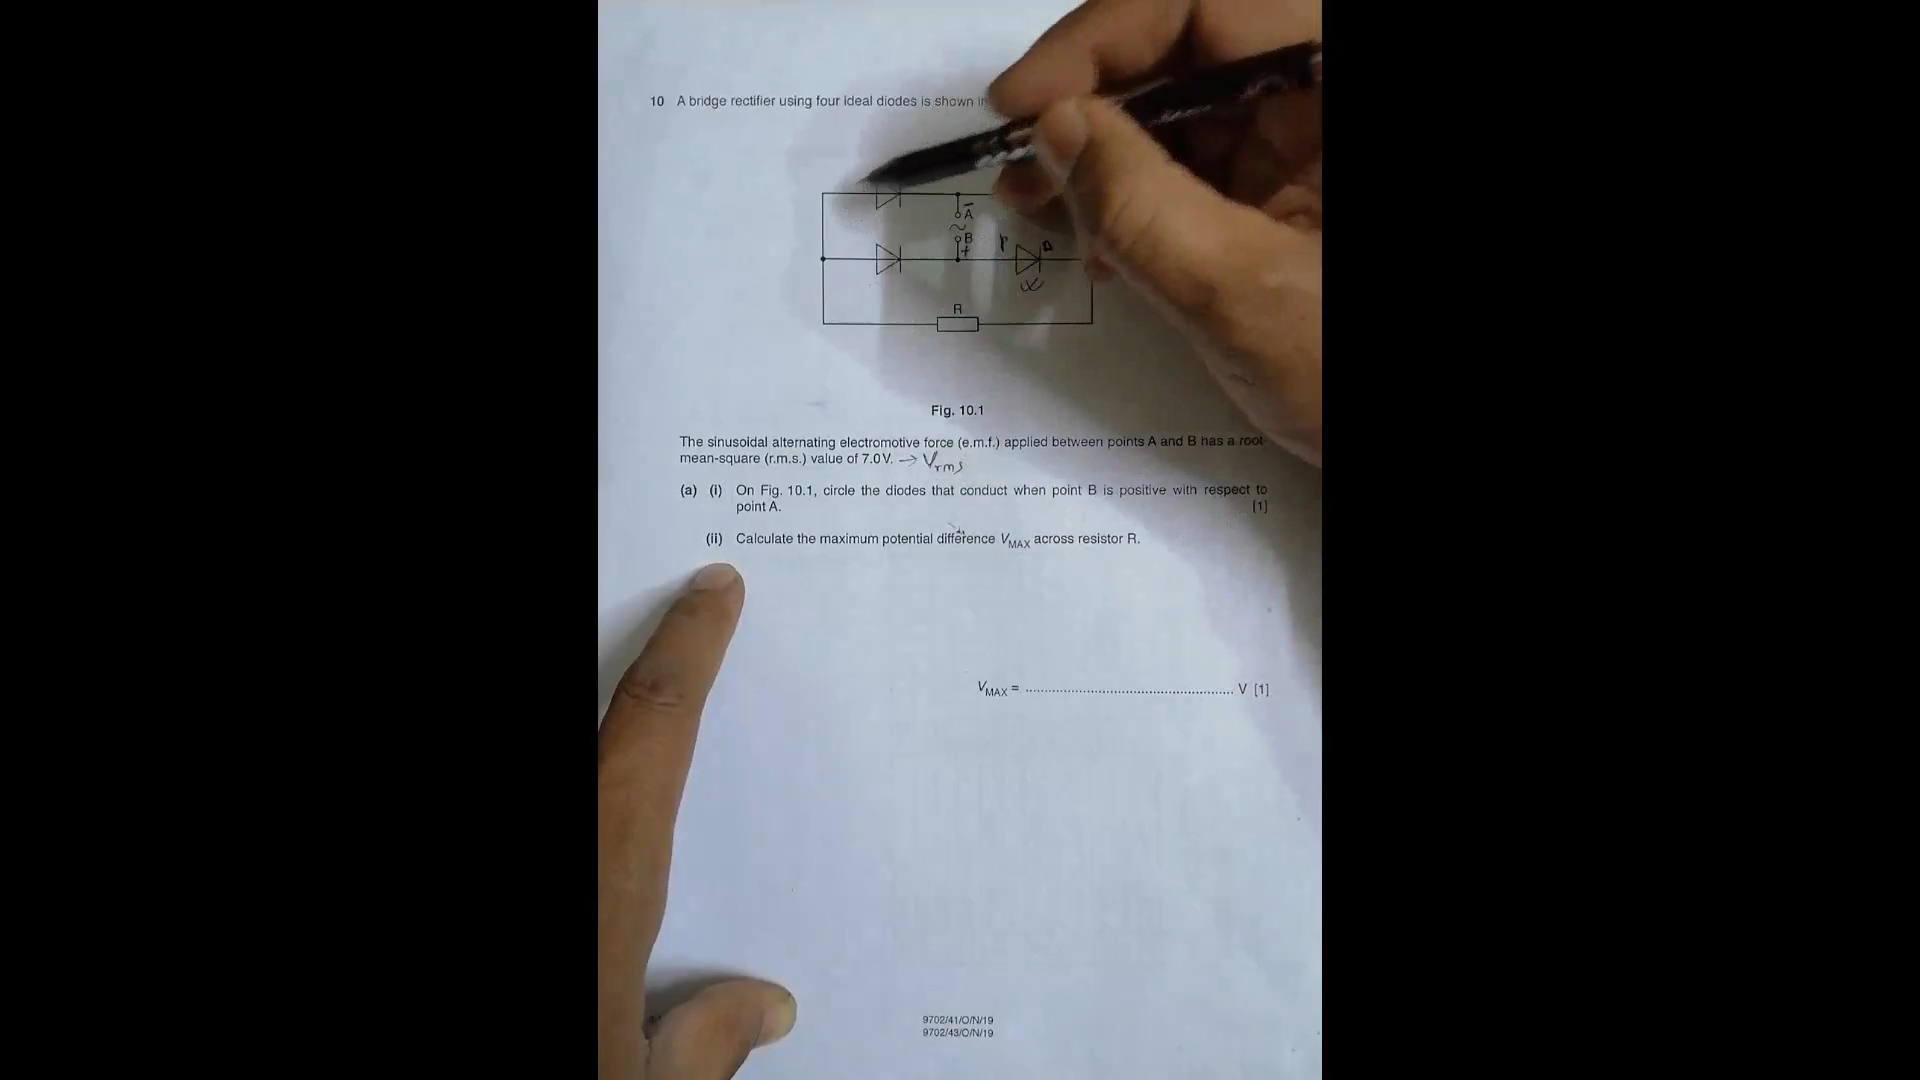 10 A bridge rectifier using four ideal diodes is shown in
A
B
+
R
Fig. 10.1
The sinusoidal alternating electromotive force (e.m.f.) applied between points A and B has a root-
mean-square (r.m.s.) value of 7.0V. → Vrms
(a) (i) On Fig. 10.1, circle the diodes that conduct when point B is positive with respect to
point A. [1]
(ii) Calculate the maximum potential difference VMAX across resistor R.
VMAX = .................................................... V [1]
9702/41/O/N/19
9702/43/O/N/19